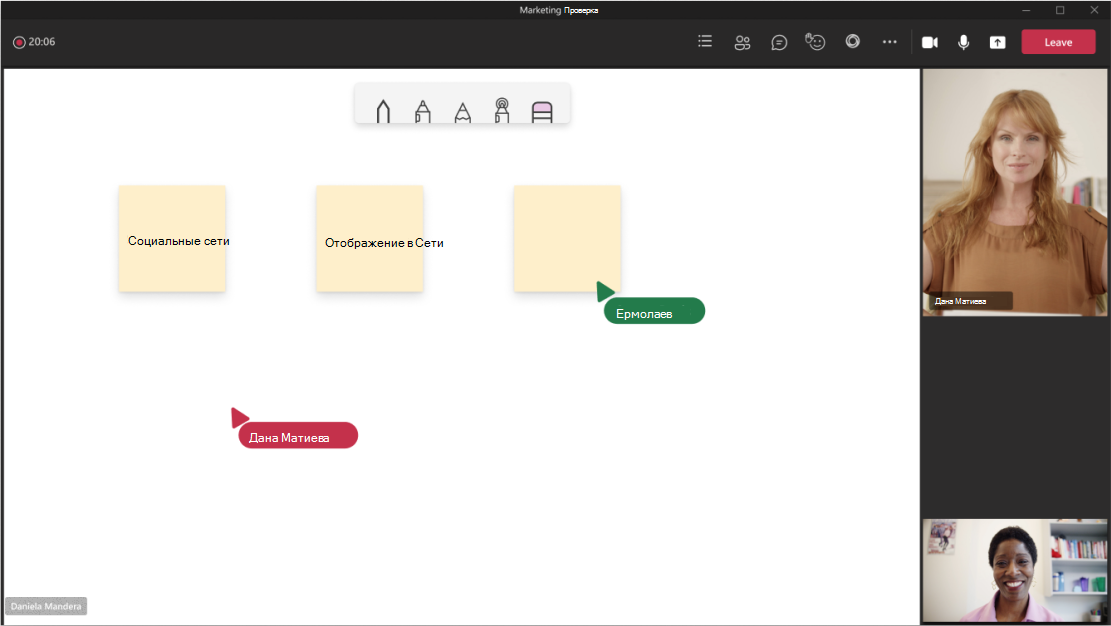 Marketing Проверка
20:06
Leave
Социальные сети
Отображение в Сети
Ермолаев
Дана Матиева
Дана Матиева
Daniela Mandera